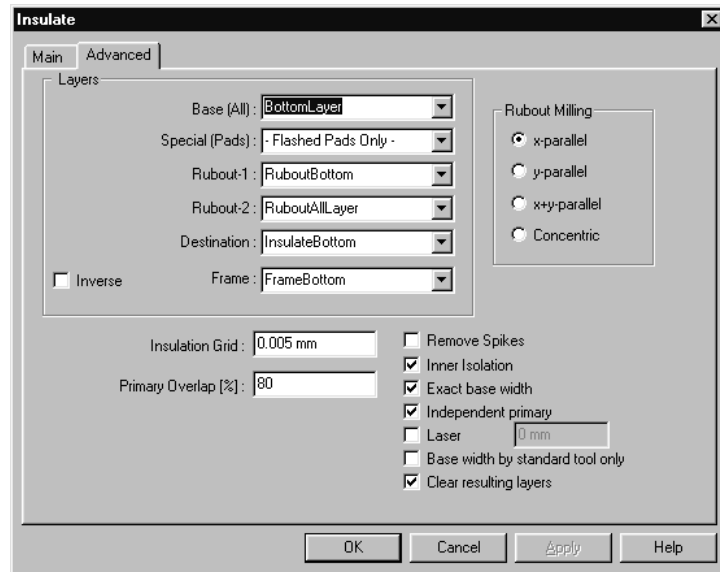 Insulate
Main
Advanced
Layers
Base (All) : BottomLayer
Special (Pads) : - Flashed Pads Only -
Rubout-1 : RuboutBottom
Rubout-2 : RuboutAllLayer
Destination : InsulateBottom
Inverse
Frame : FrameBottom
Rubout Milling
x-parallel
y-parallel
x+y-parallel
Concentric
Insulation Grid : 0.005 mm
Primary Overlap [%] : 80
Remove Spikes
Inner Isolation
Exact base width
Independent primary
Laser 0 mm
Base width by standard tool only
Clear resulting layers
OK
Cancel
Apply
Help